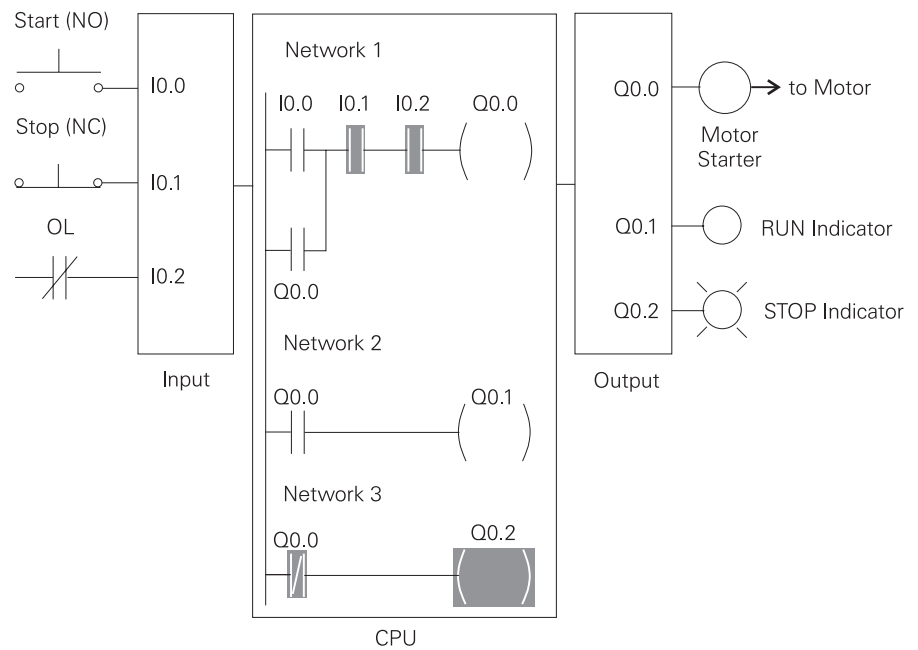 Start (NO)
I0.0
Stop (NC)
I0.1
OL
I0.2
Input
Network 1
I0.0 I0.1 I0.2 Q0.0
Q0.0
Network 2
Q0.0 Q0.1
Network 3
Q0.0 Q0.2
CPU
Q0.0
to Motor
Motor
Starter
Q0.1
RUN Indicator
Q0.2
STOP Indicator
Output